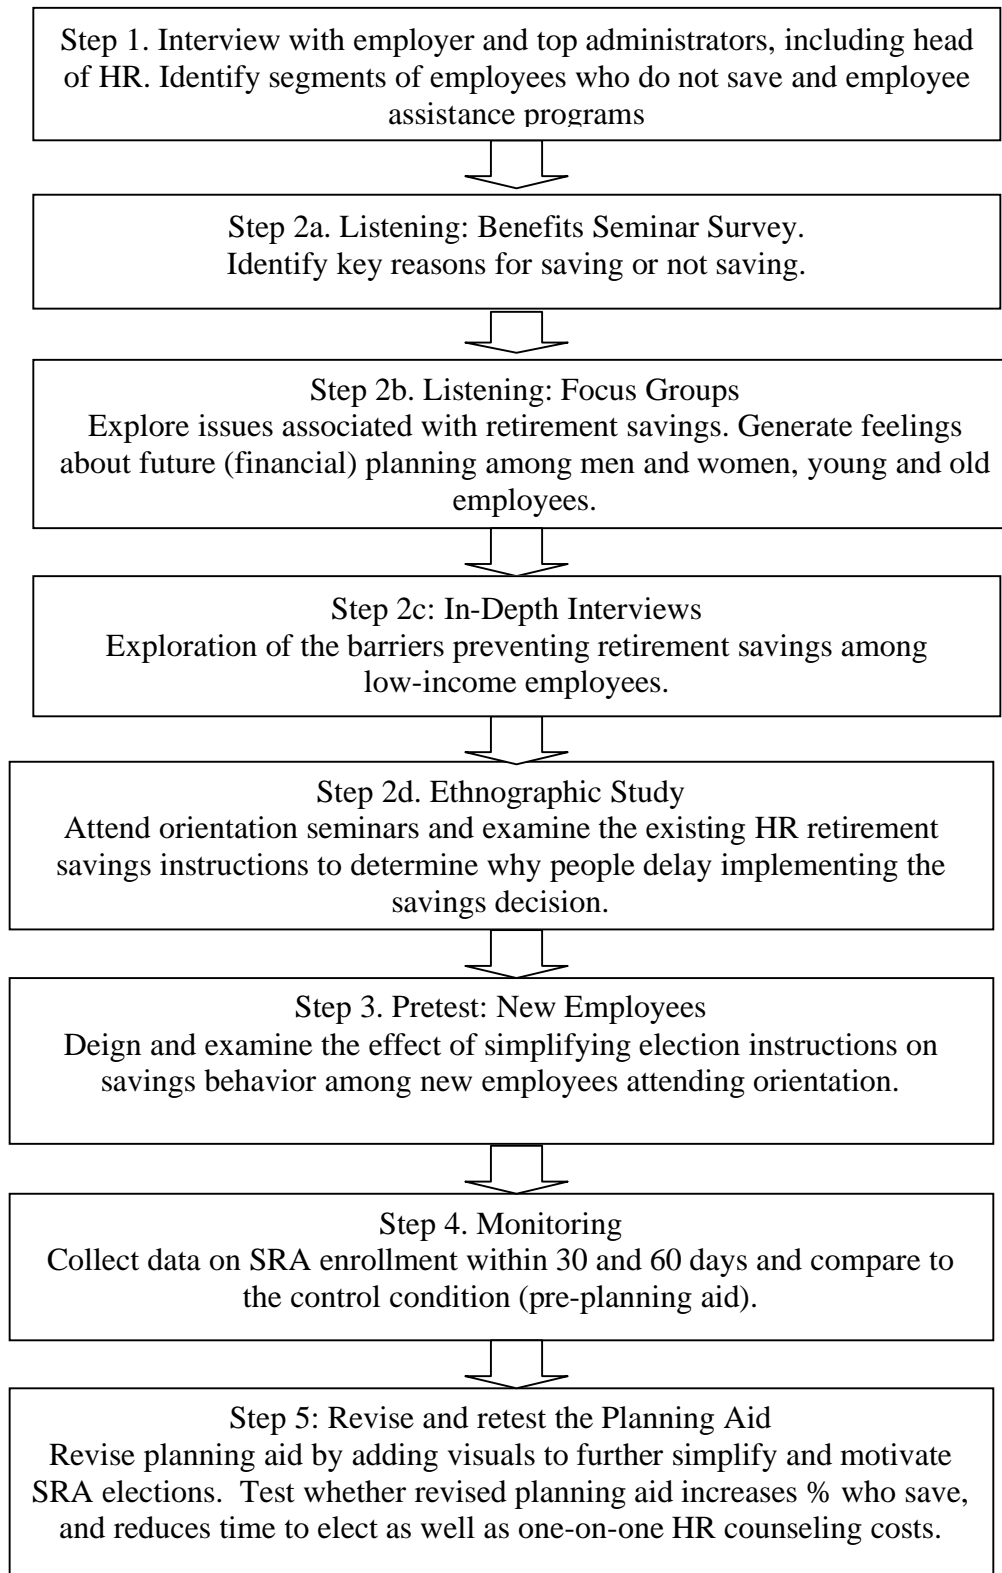 Step 1. Interview with employer and top administrators, including head
of HR. Identify segments of employees who do not save and employee
assistance programs
Step 2a. Listening: Benefits Seminar Survey.
Identify key reasons for saving or not saving.
Step 2b. Listening: Focus Groups
Explore issues associated with retirement savings. Generate feelings
about future (financial) planning among men and women, young and old
employees.
Step 2c: In-Depth Interviews
Exploration of the barriers preventing retirement savings among
low-income employees.
Step 2d. Ethnographic Study
Attend orientation seminars and examine the existing HR retirement
savings instructions to determine why people delay implementing the
savings decision.
Step 3. Pretest: New Employees
Deign and examine the effect of simplifying election instructions on
savings behavior among new employees attending orientation.
Step 4. Monitoring
Collect data on SRA enrollment within 30 and 60 days and compare to
the control condition (pre-planning aid).
Step 5: Revise and retest the Planning Aid
Revise planning aid by adding visuals to further simplify and motivate
SRA elections.  Test whether revised planning aid increases % who save,
and reduces time to elect as well as one-on-one HR counseling costs.